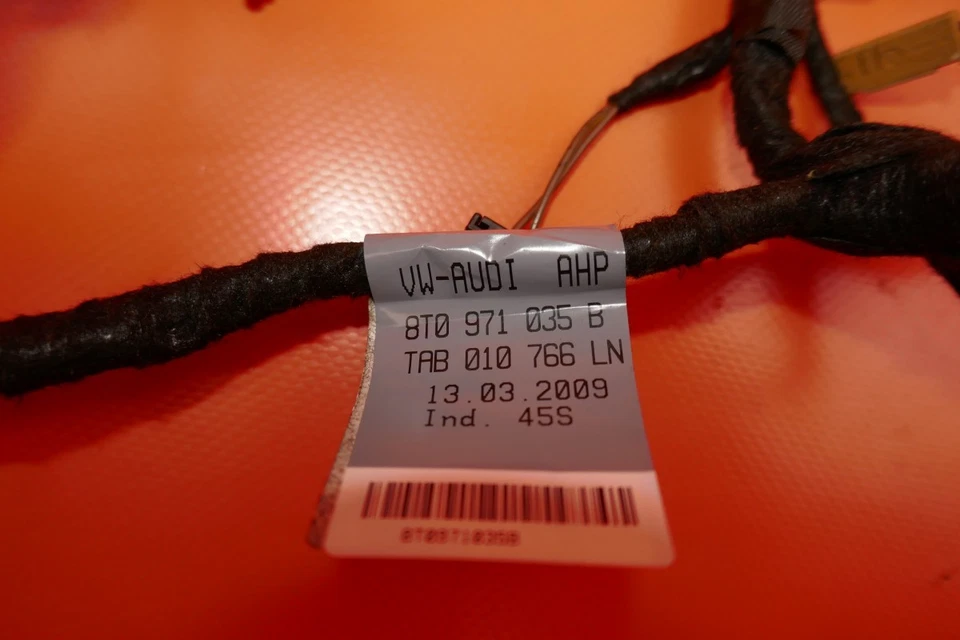 VW-AUDI AHP
8T0 971 035 B
TAB 010 766 LN
13.03.2009
Ind. 45S
8T0971035B